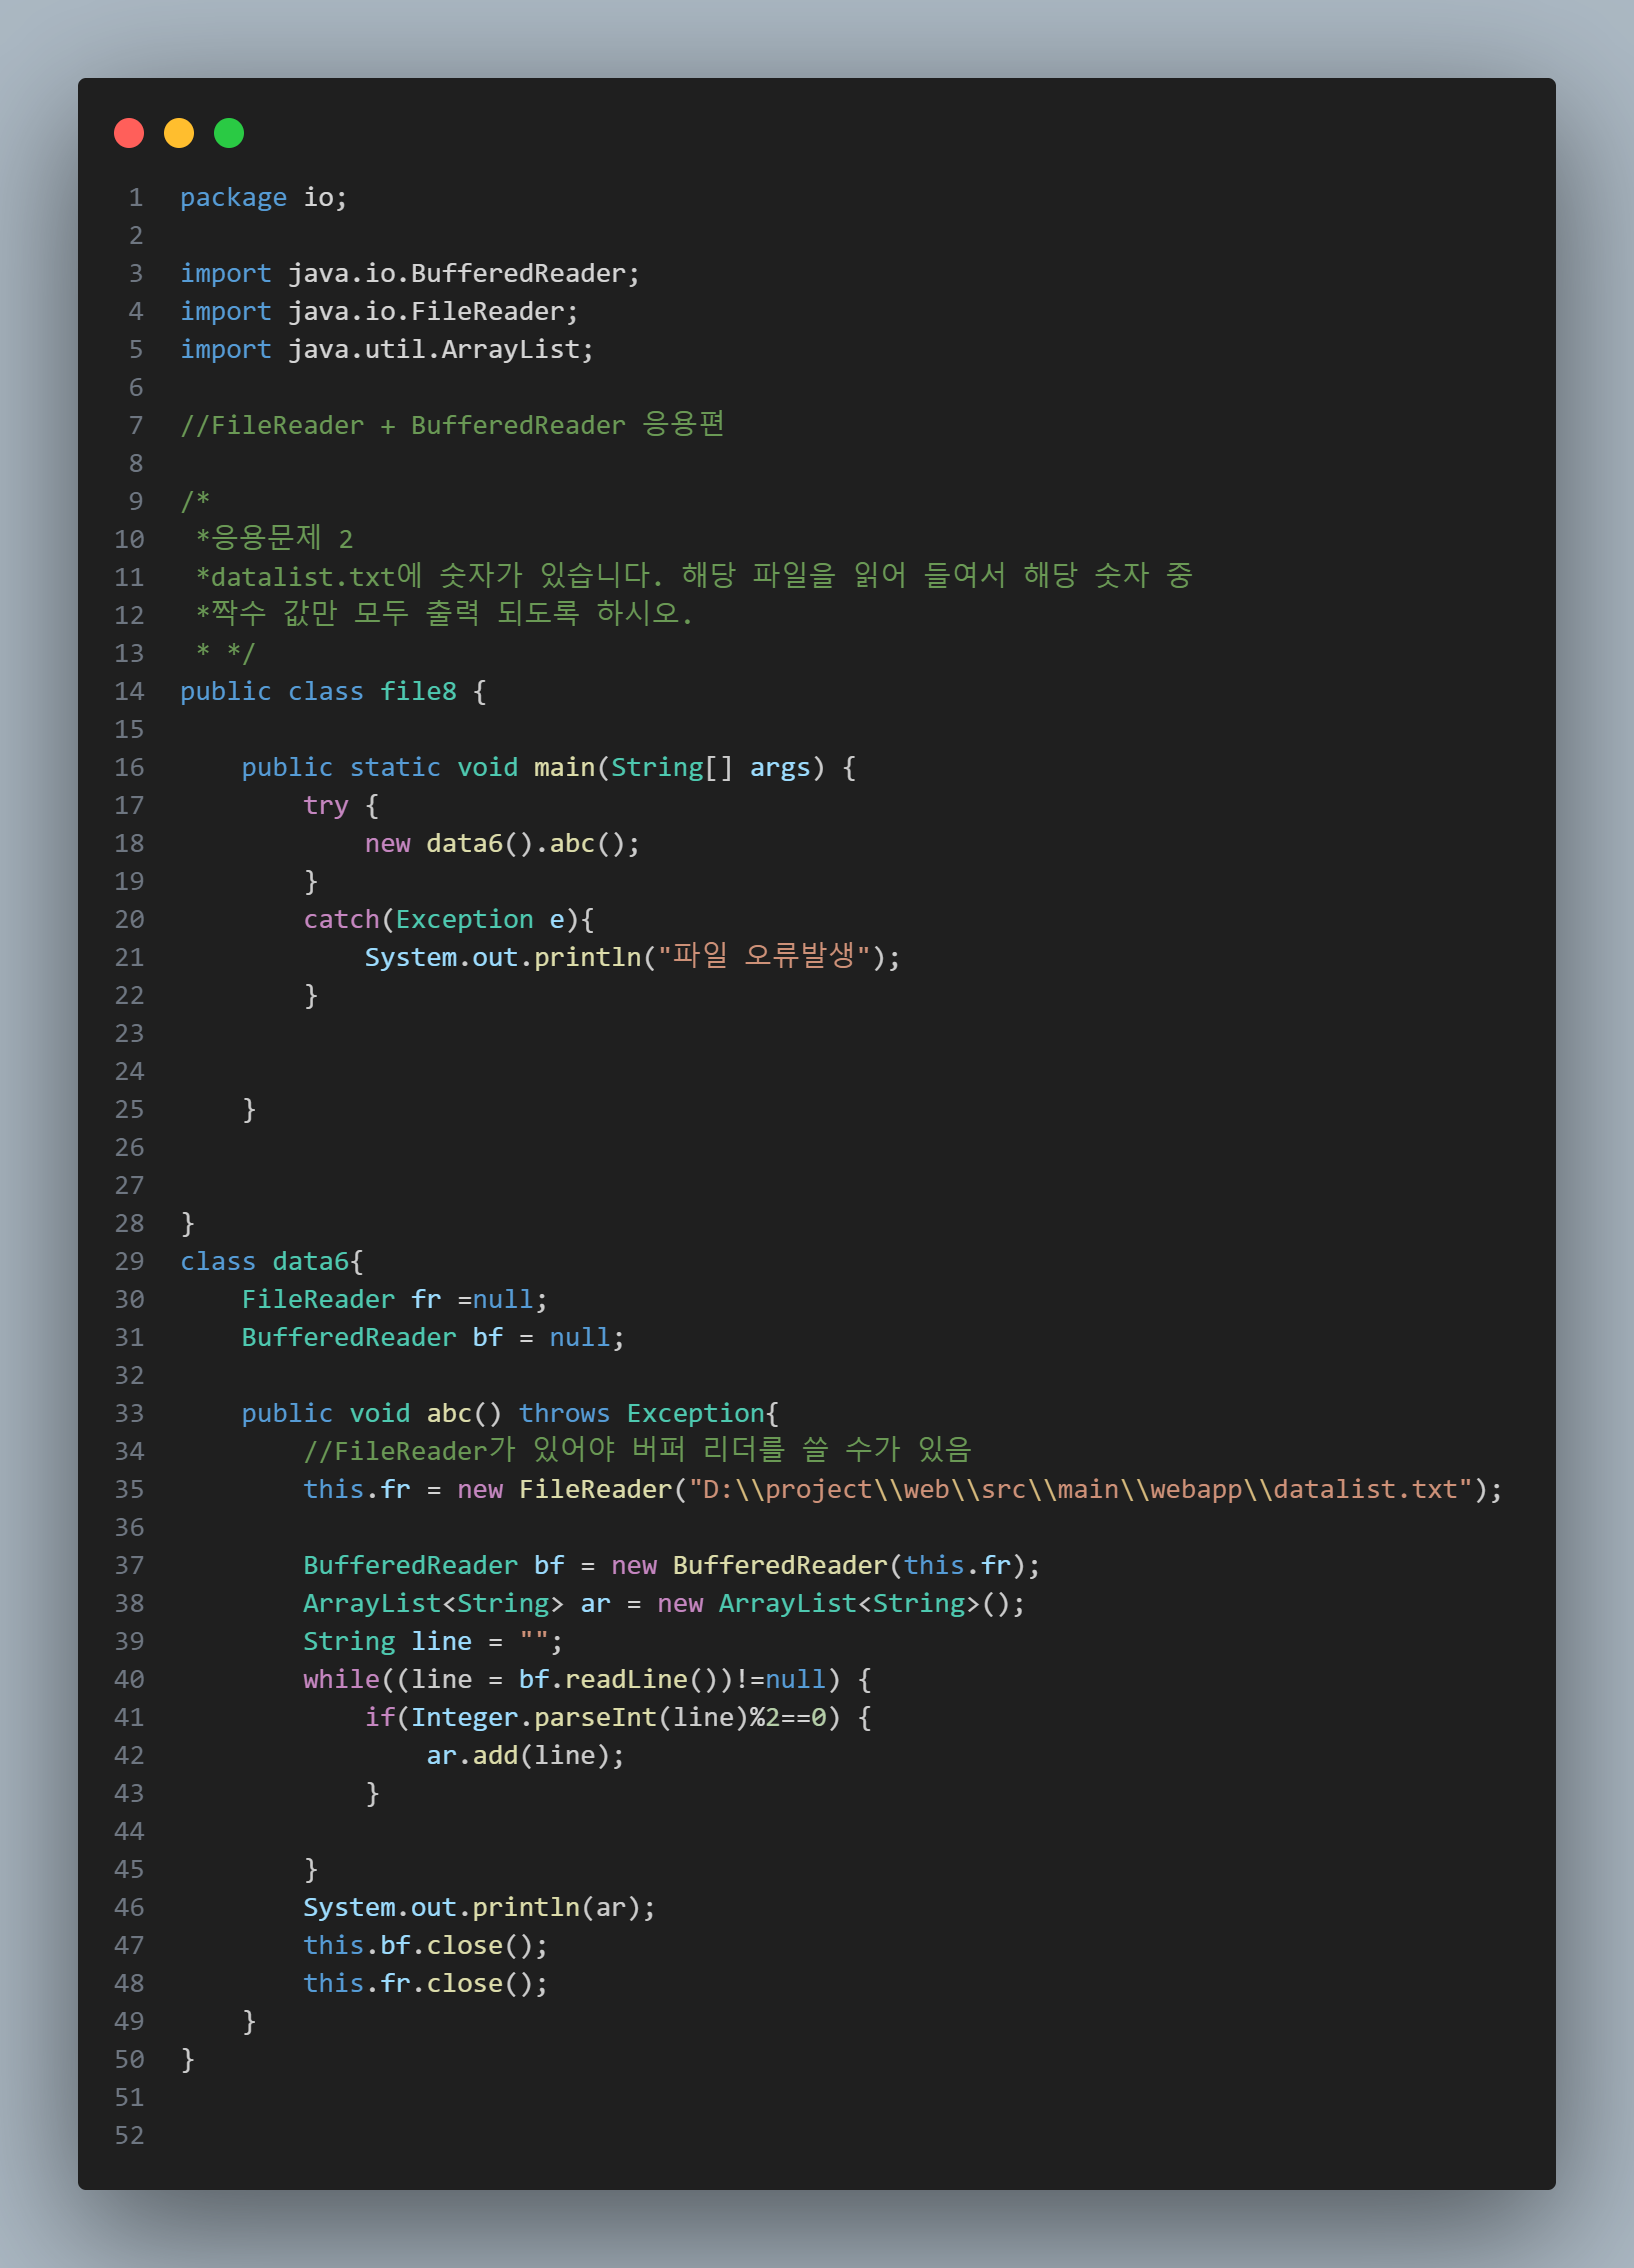 1 package io;
2
3 import java.io.BufferedReader;
4 import java.io.FileReader;
5 import java.util.ArrayList;
6
7 //FileReader + BufferedReader 응용편
8
9 /*
10  *응용문제 2
11  *datalist.txt에 숫자가 있습니다. 해당 파일을 읽어 들여서 해당 숫자 중
12  *짝수 값만 모두 출력 되도록 하시오.
13  * */
14 public class file8 {
15
16     public static void main(String[] args) {
17         try {
18             new data6().abc();
19         }
20         catch(Exception e){
21             System.out.println("파일 오류발생");
22         }
23
24
25     }
26
27
28 }
29 class data6{
30     FileReader fr =null;
31     BufferedReader bf = null;
32
33     public void abc() throws Exception{
34         //FileReader가 있어야 버퍼 리더를 쓸 수가 있음
35         this.fr = new FileReader("D:\\project\\web\\src\\main\\webapp\\datalist.txt");
36
37         BufferedReader bf = new BufferedReader(this.fr);
38         ArrayList<String> ar = new ArrayList<String>();
39         String line = "";
40         while((line = bf.readLine())!=null) {
41             if(Integer.parseInt(line)%2==0) {
42                 ar.add(line);
43             }
44
45         }
46         System.out.println(ar);
47         this.bf.close();
48         this.fr.close();
49     }
50 }
51
52